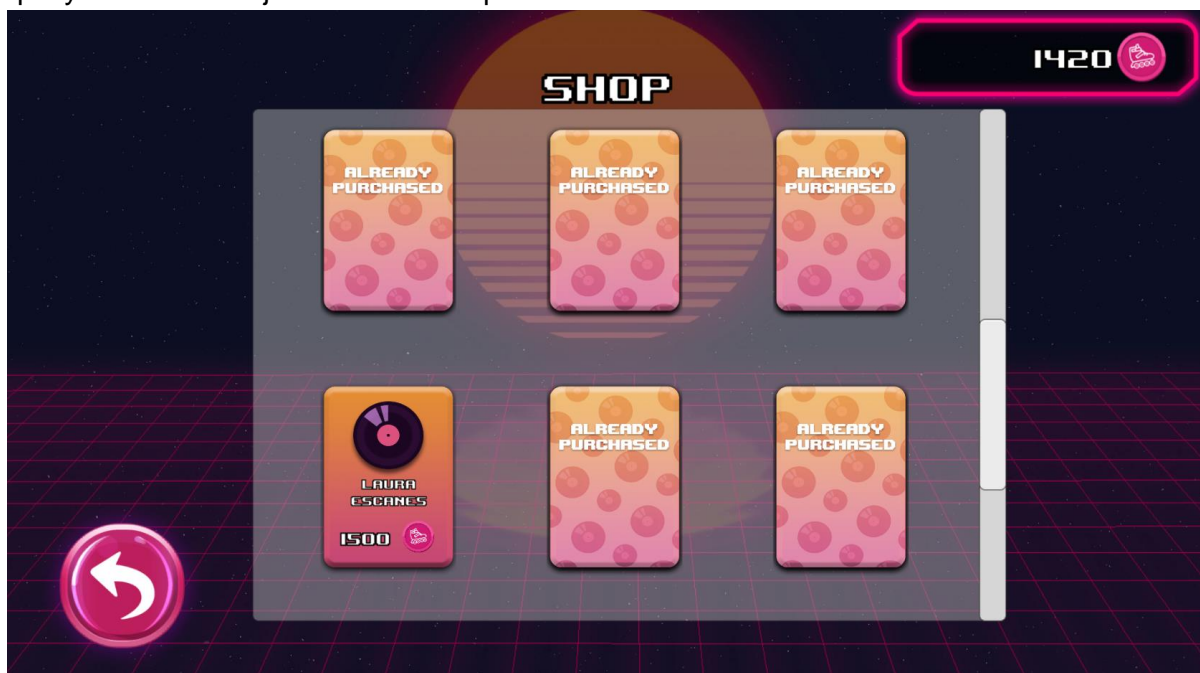 1420
SHOP
ALREADY
PURCHASED
ALREADY
PURCHASED
ALREADY
PURCHASED
LAURA
ESCANES
1500
ALREADY
PURCHASED
ALREADY
PURCHASED